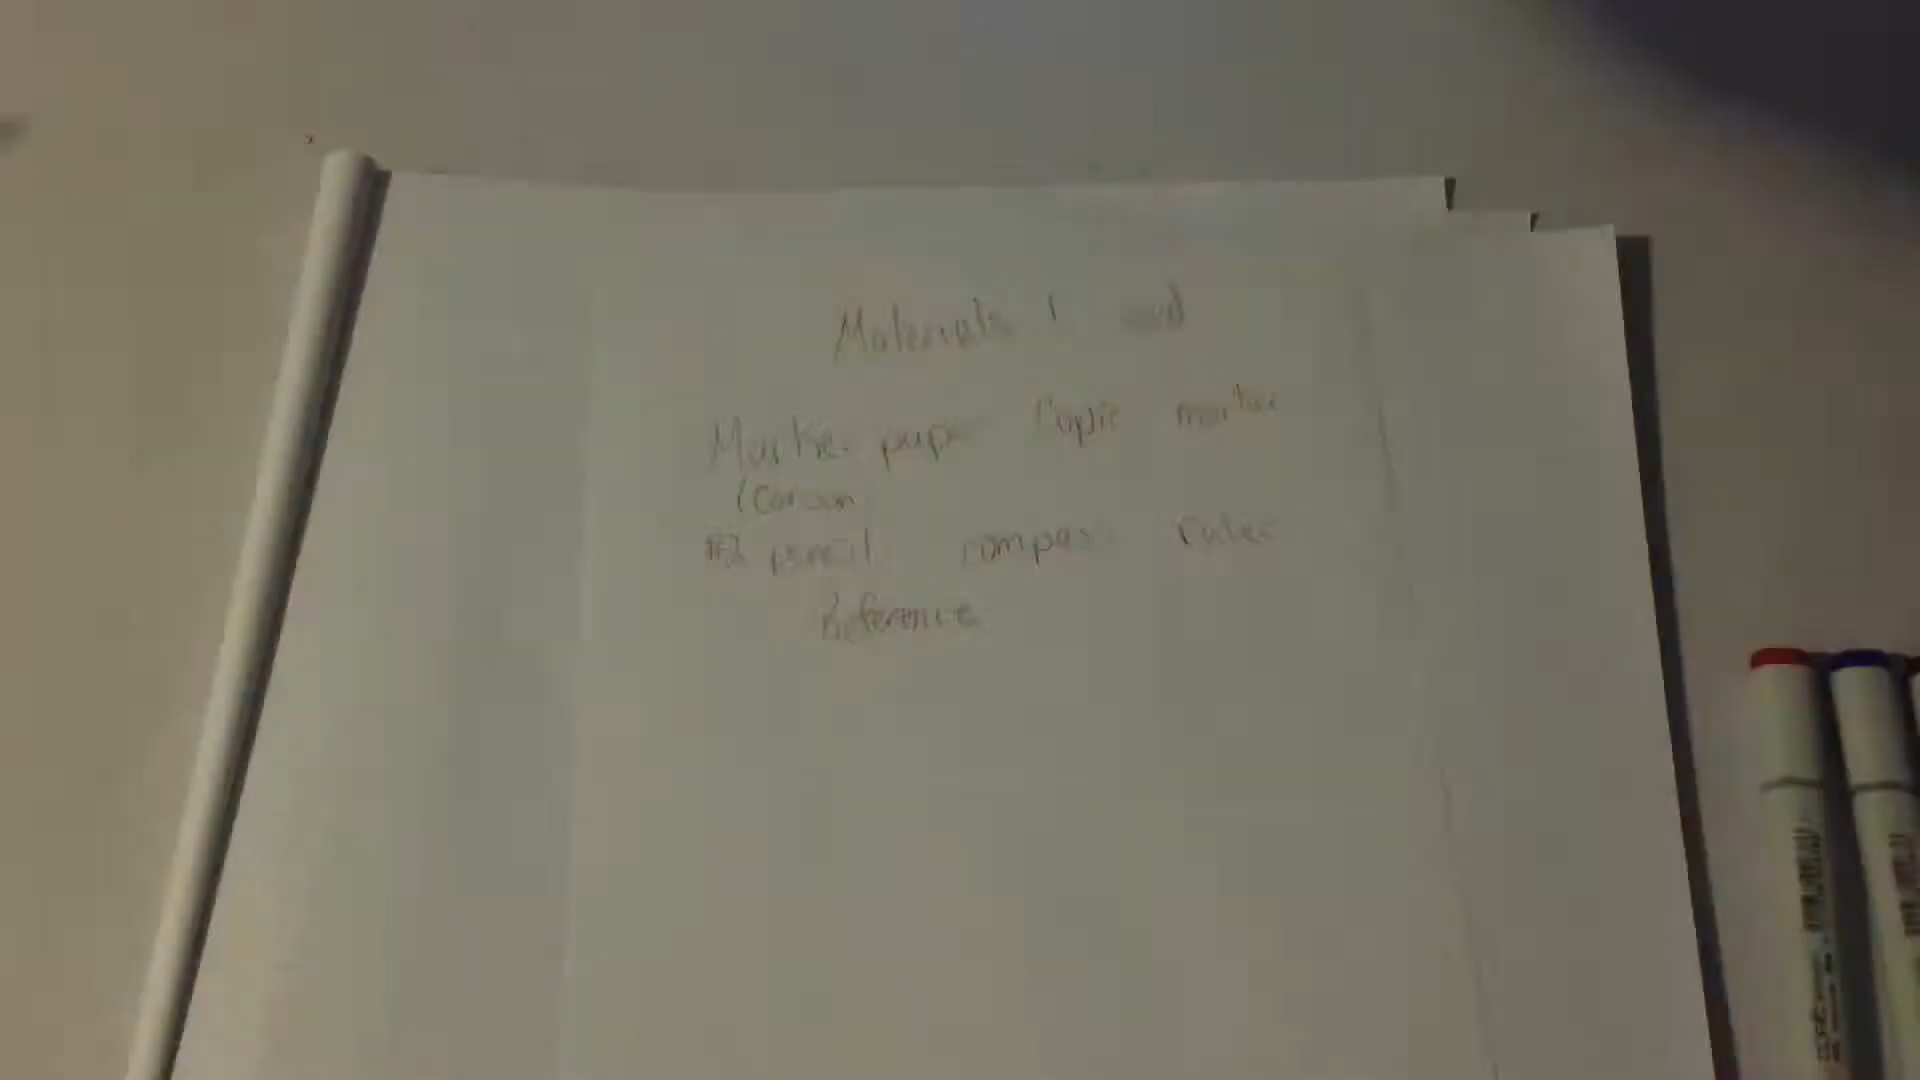 Materials I used
Marker paper Copic marker
(Canson
#2 pencil compass ruler
Reference